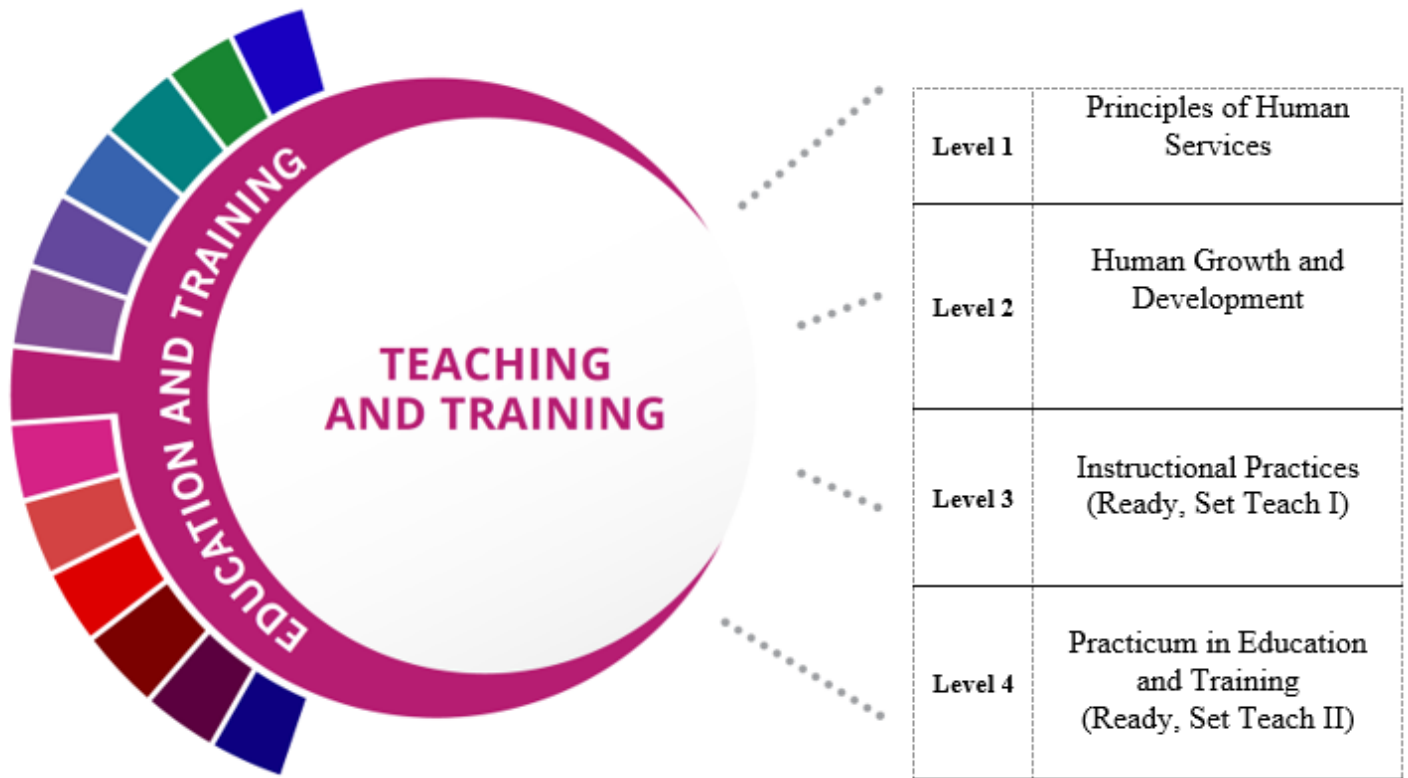 EDUCATION AND TRAINING
TEACHING
AND TRAINING
Level 1
Principles of Human
Services
Level 2
Human Growth and
Development
Level 3
Instructional Practices
(Ready, Set Teach I)
Level 4
Practicum in Education
and Training
(Ready, Set Teach II)